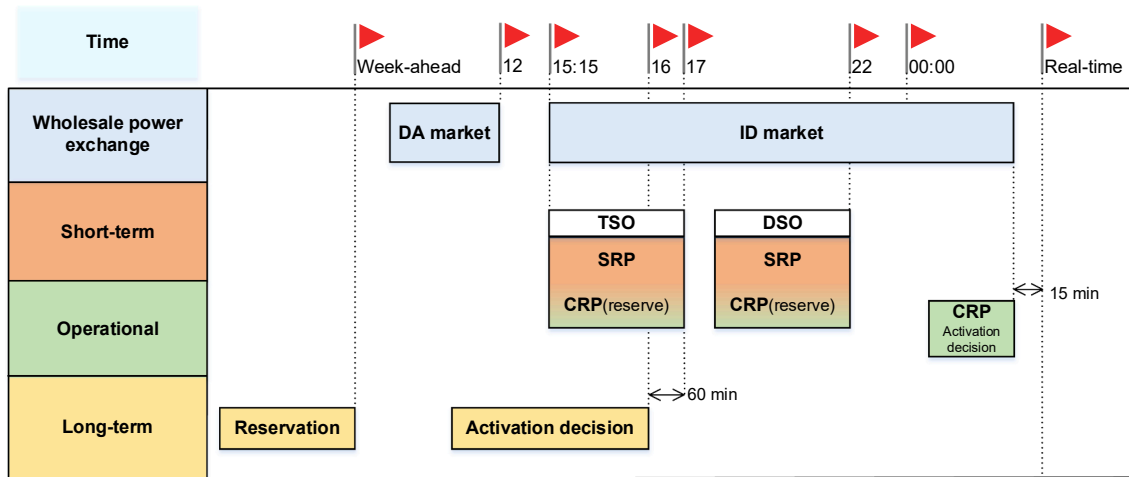 Time
Week-ahead
12
15:15
16
17
22
00:00
Real-time
Wholesale power
exchange
DA market
ID market
Short-term
TSO
DSO
SRP
SRP
CRP(reserve)
CRP(reserve)
15 min
Operational
CRP
Activation
decision
60 min
Long-term
Reservation
Activation decision